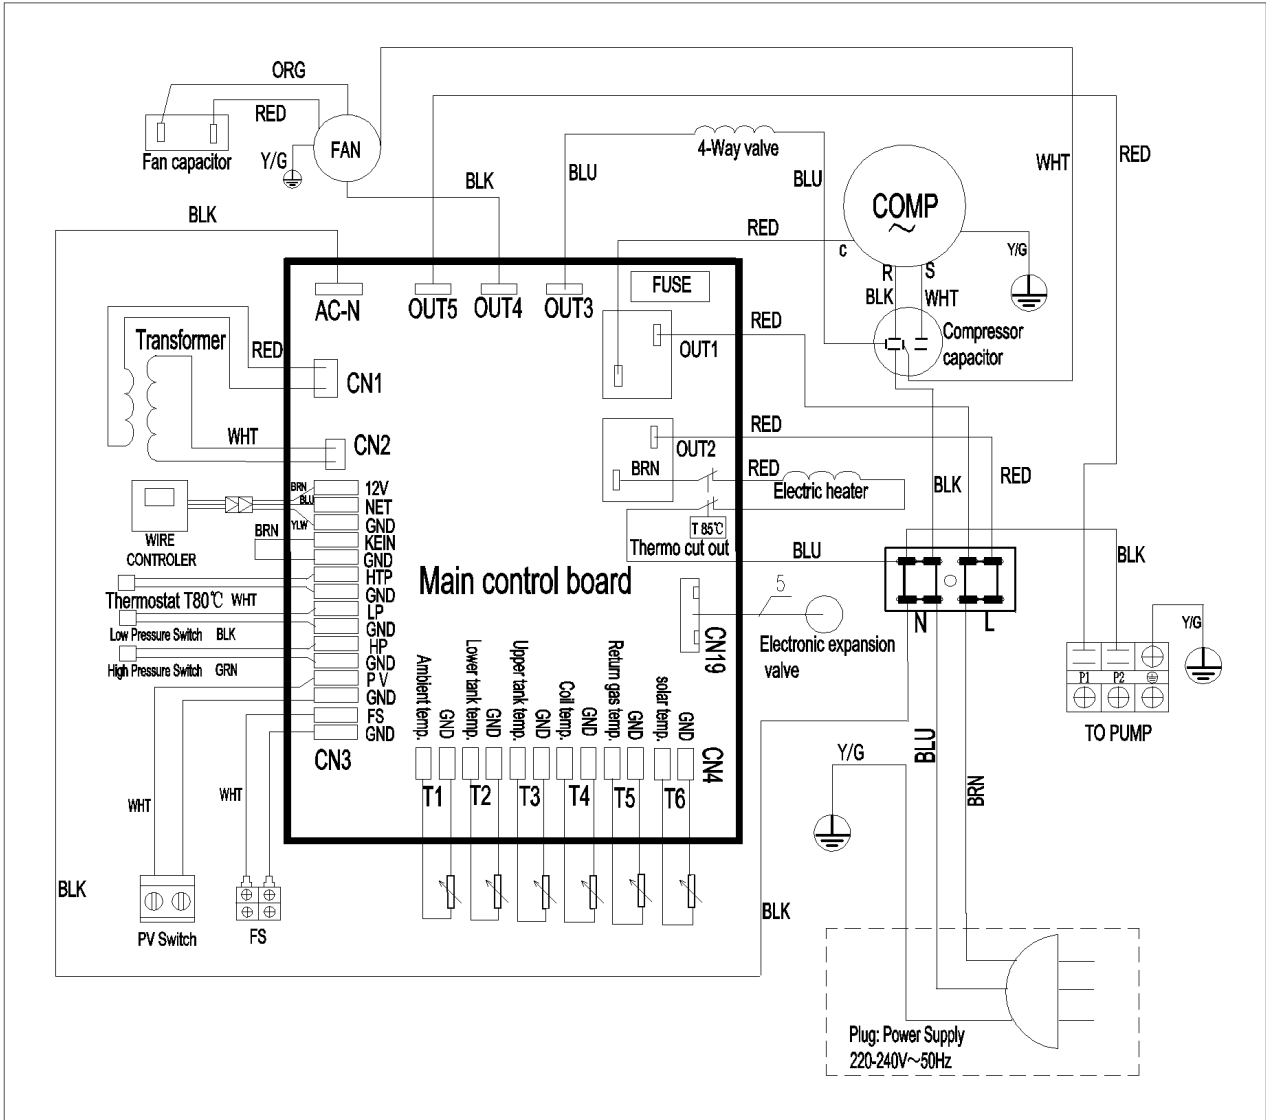 ORG
RED
Fan capacitor
Y/G
FAN
BLK
BLK
BLU
4-Way valve
BLU
COMP
~
RED
C
R
S
BLK
WHT
Y/G
WHT
RED
Compressor
capacitor
AC-N
OUT5
OUT4
OUT3
FUSE
OUT1
RED
Transformer
RED
CN1
WHT
CN2
OUT2
RED
BRN
RED
Electric heater
BLK
RED
T 85℃
Thermo cut out
BLU
BLK
WIRE
CONTROLER
BRN
BLU
YLW
BRN
12V
NET
GND
KEIN
GND
HTP
GND
LP
GND
HP
GND
PV
GND
FS
GND
CN3
Thermostat T80℃ WHT
Low Pressure Switch BLK
High Pressure Switch GRN
Main control board
CN19
5
Electronic expansion
valve
N
L
Y/G
P1
P2
TO PUMP
Ambient temp.
GND
Lower tank temp.
GND
Upper tank temp.
GND
Coil temp.
GND
Return gas temp.
GND
solar temp.
GND
CN4
T1
T2
T3
T4
T5
T6
WHT
WHT
PV Switch
FS
BLK
BLK
Y/G
BLU
BRN
Plug: Power Supply
220-240V～50Hz